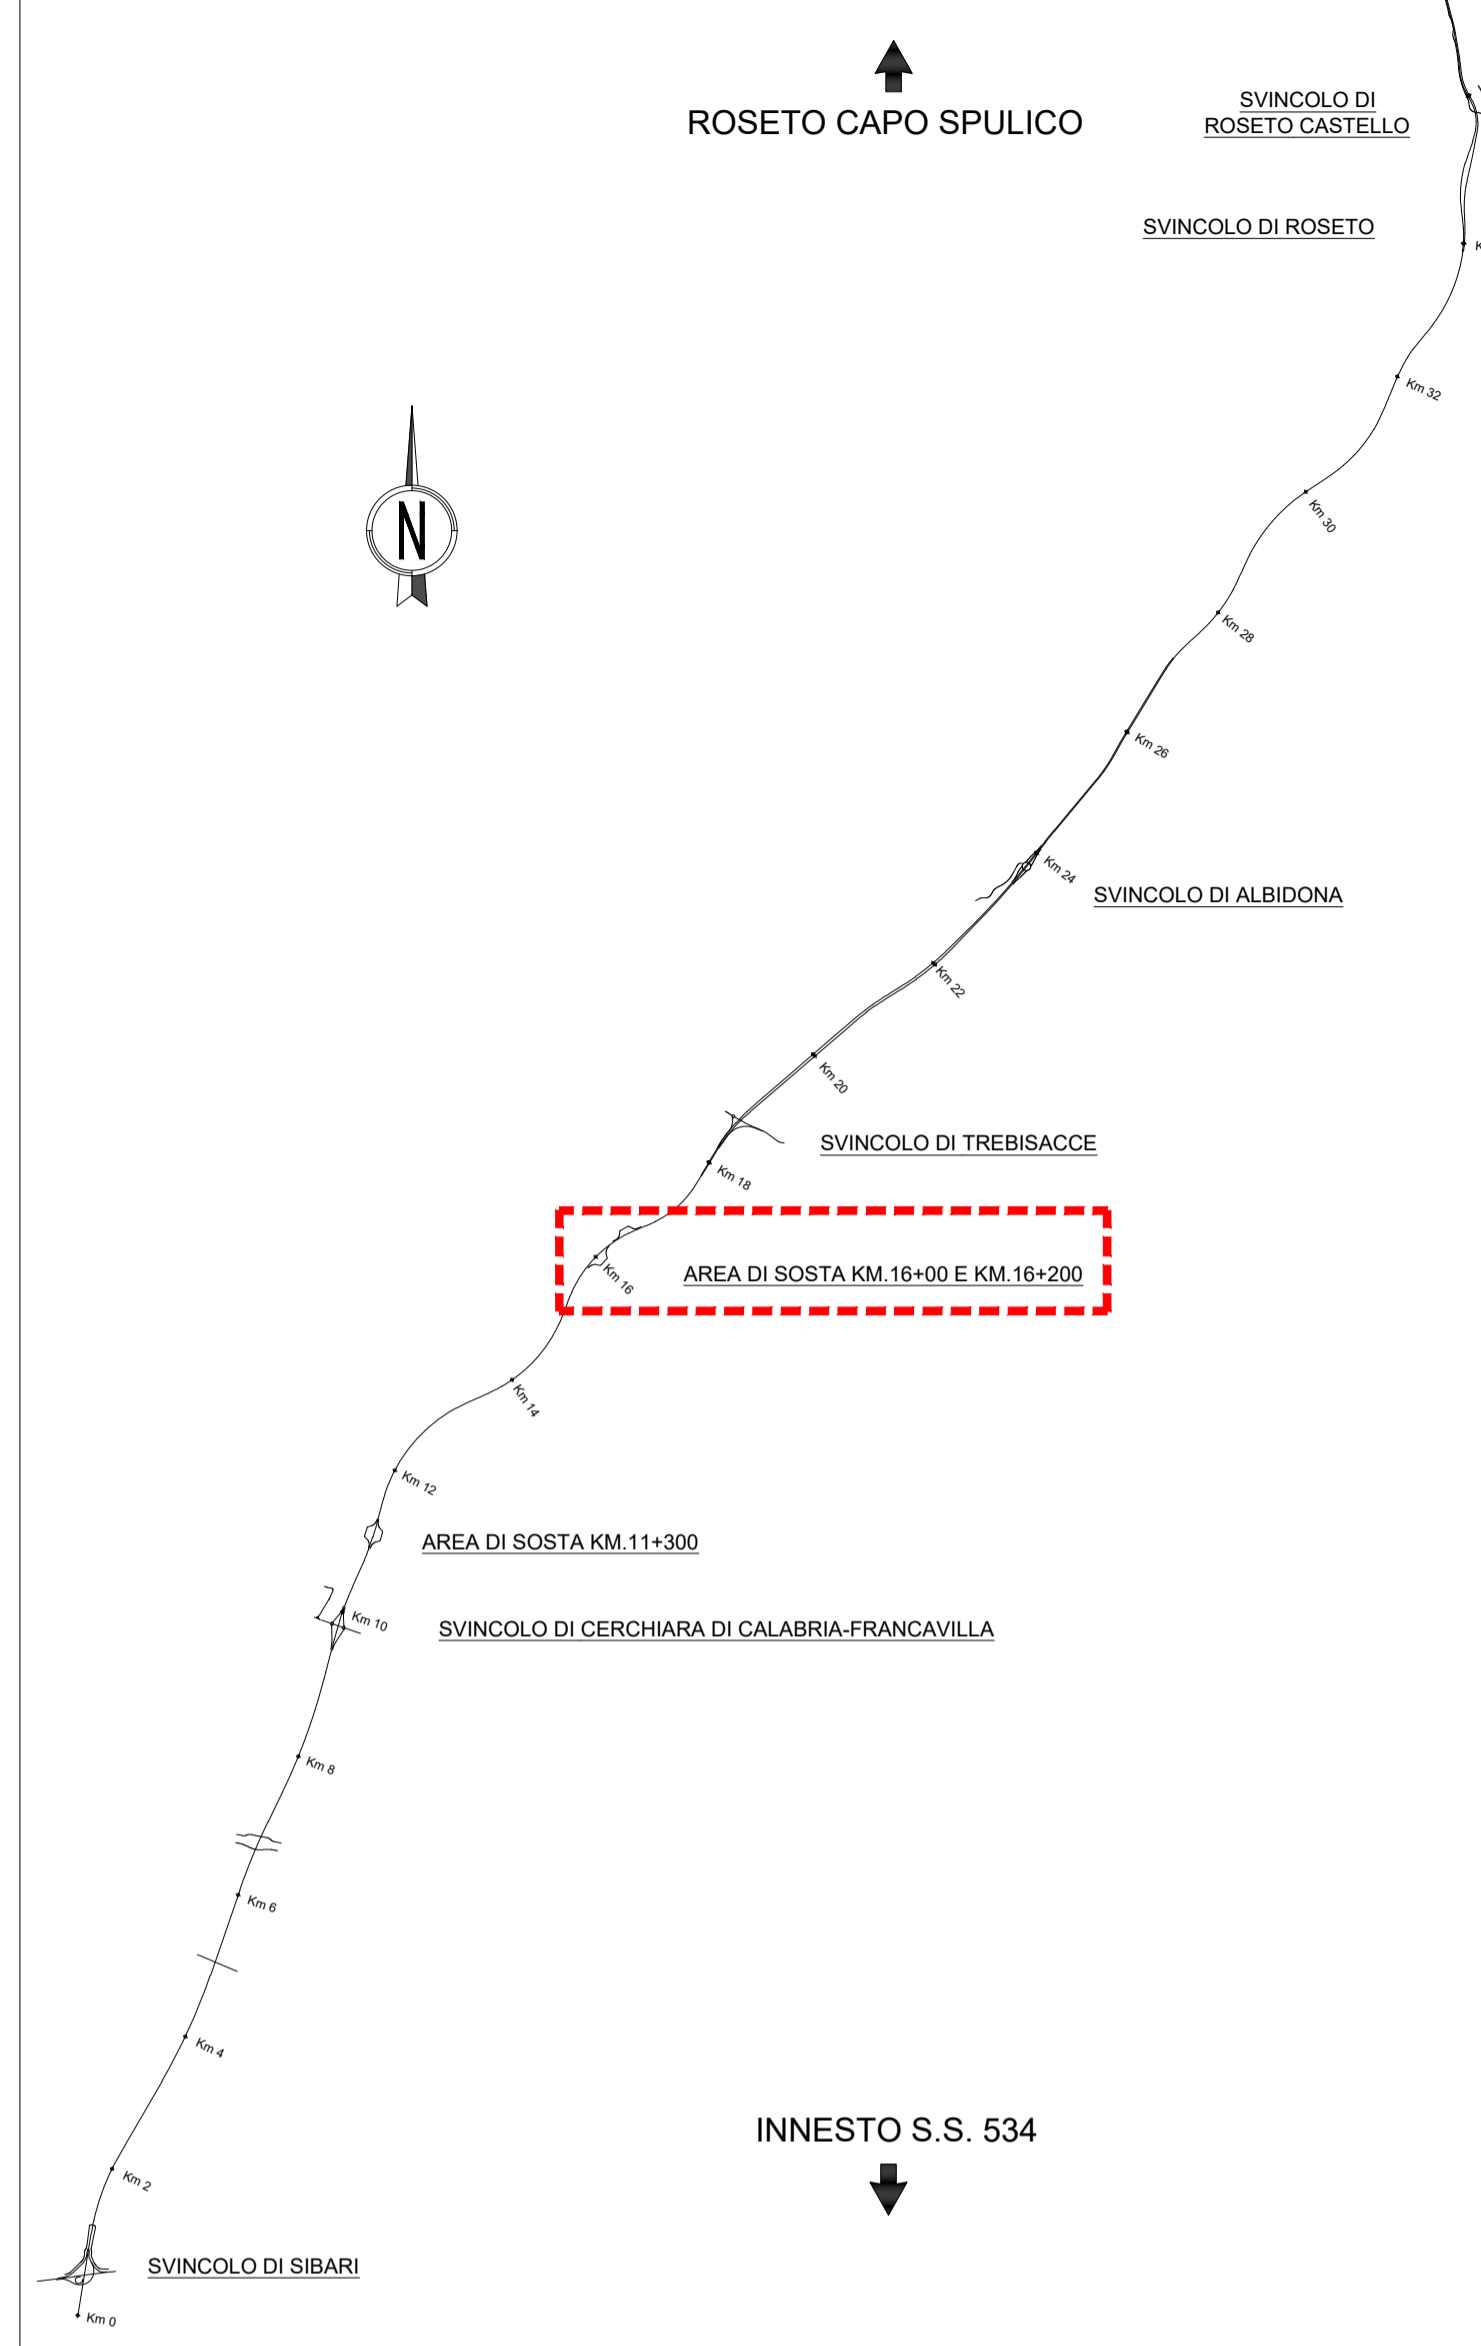 SVINCOLO DI
ROSETO CASTELLO
ROSETO CAPO SPULICO
SVINCOLO DI ROSETO
Km 32
N
Km 30
Km 28
Km 26
Km 24
SVINCOLO DI ALBIDONA
Km 22
Km 20
SVINCOLO DI TREBISACCE
Km 18
AREA DI SOSTA KM.16+00 E KM.16+200
Km 16
Km 14
Km 12
AREA DI SOSTA KM.11+300
Km 10
SVINCOLO DI CERCHIARA DI CALABRIA-FRANCAVILLA
Km 8
Km 6
Km 4
INNESTO S.S. 534
Km 2
SVINCOLO DI SIBARI
Km 0